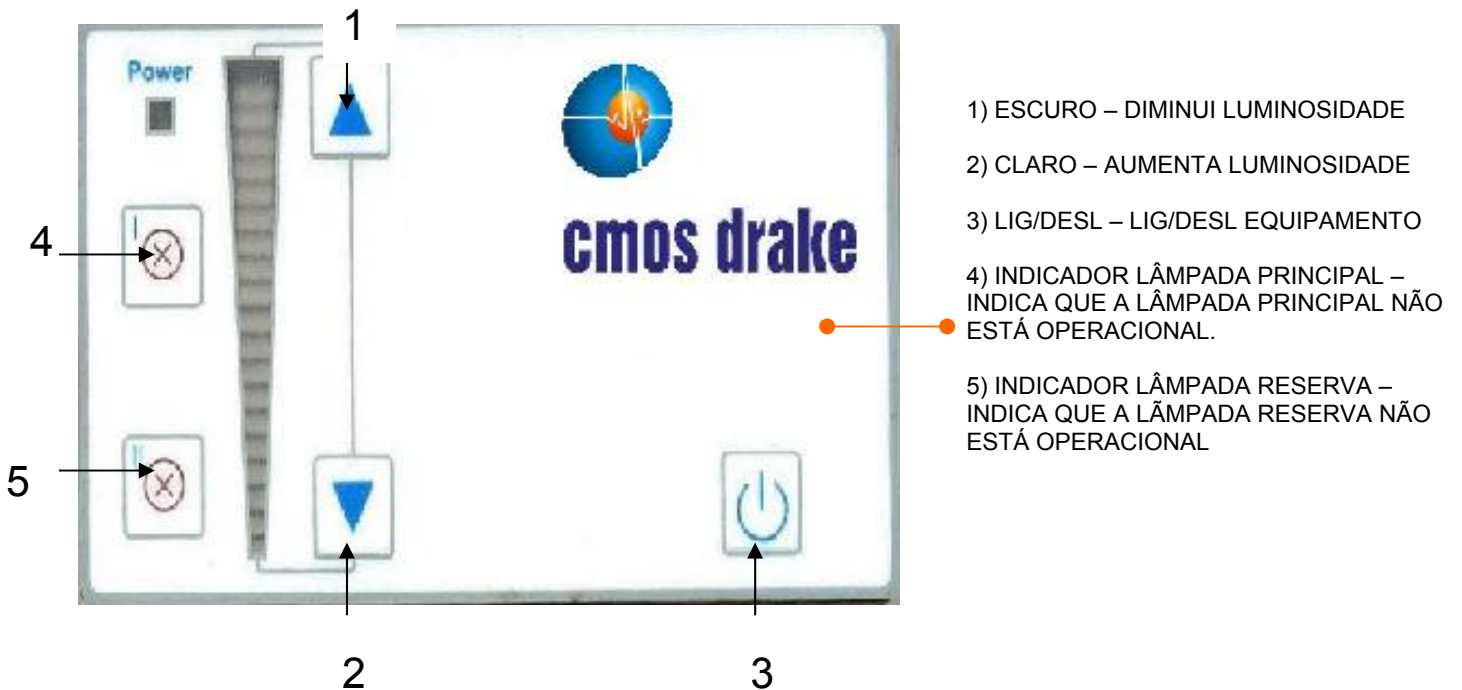 1
Power
I
4
cmos drake
II
5
2
3
1) ESCURO – DIMINUI LUMINOSIDADE
2) CLARO – AUMENTA LUMINOSIDADE
3) LIG/DESL – LIG/DESL EQUIPAMENTO
4) INDICADOR LÂMPADA PRINCIPAL –
INDICA QUE A LÂMPADA PRINCIPAL NÃO
ESTÁ OPERACIONAL.
5) INDICADOR LÂMPADA RESERVA –
INDICA QUE A LÃMPADA RESERVA NÃO
ESTÁ OPERACIONAL